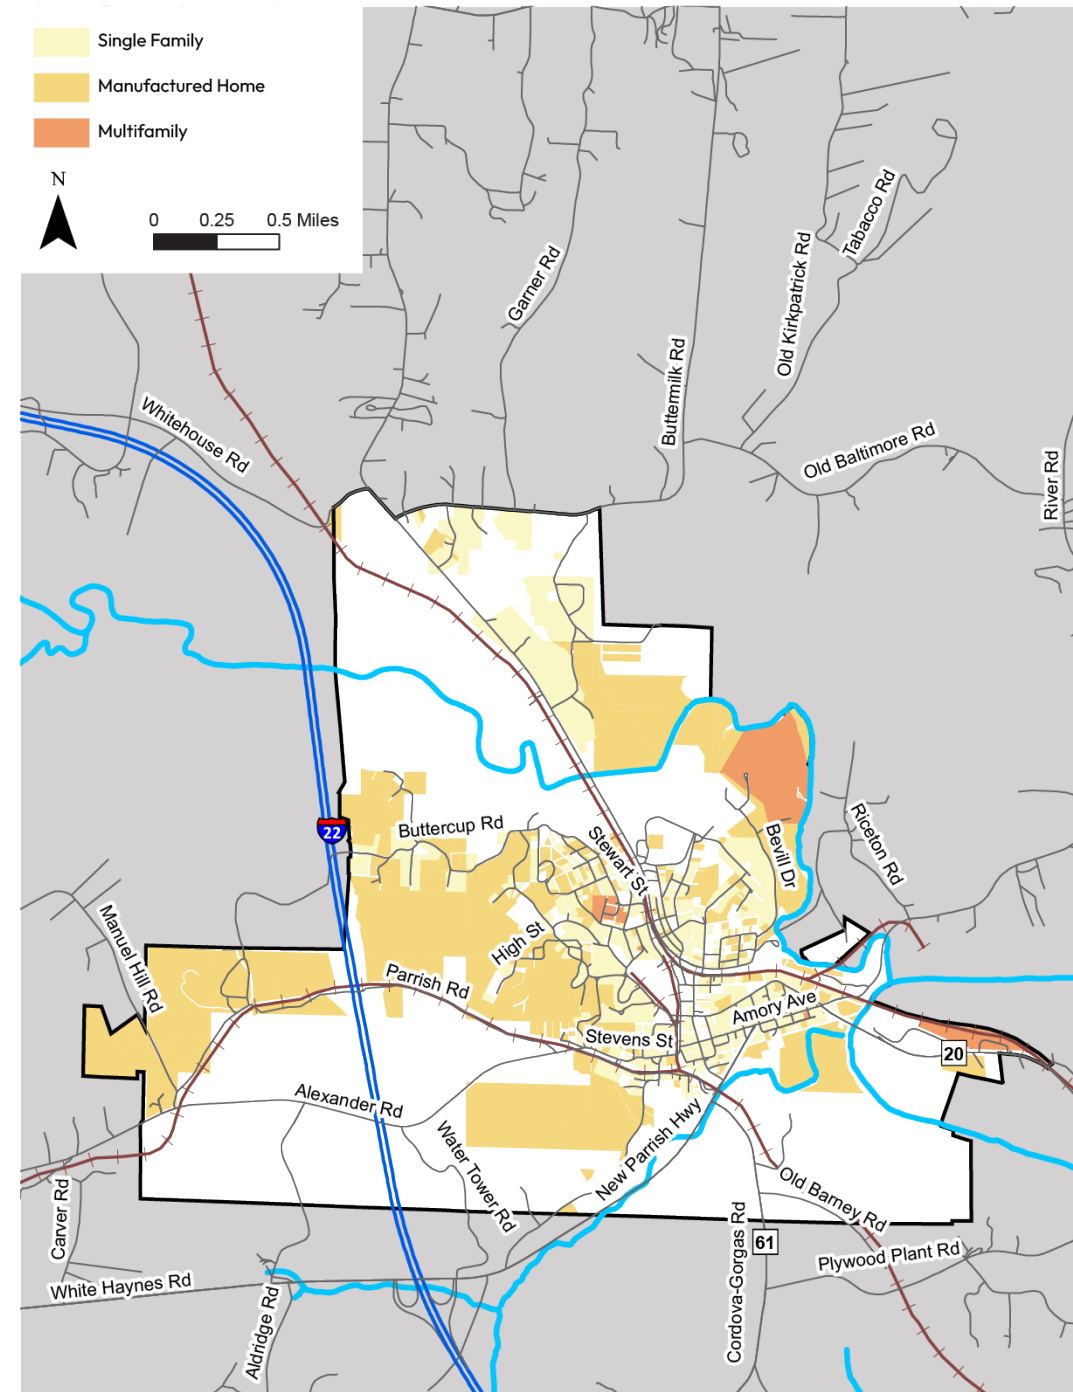 Single Family
Manufactured Home
Multifamily
N
0 0.25 0.5 Miles
Tabacco Rd
Garner Rd
Old Kirkpatrick Rd
Buttermilk Rd
Whitehouse Rd
Old Baltimore Rd
River Rd
22
Buttercup Rd
Stewart St
Bevill Dr
Riceton Rd
Manuel Hill Rd
High St
Parrish Rd
Amory Ave
Stevens St
20
Alexander Rd
Water Tower Rd
New Parrish Hwy
Old Barney Rd
Carver Rd
Cordova-Gorgas Rd
61
Plywood Plant Rd
White Haynes Rd
Aldridge Rd